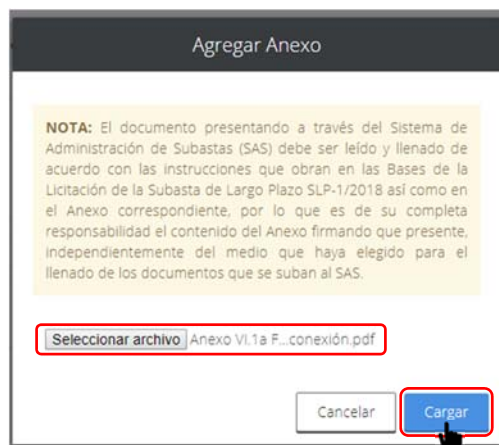 Agregar Anexo
NOTA: El documento presentando a través del Sistema de
Administración de Subastas (SAS) debe ser leído y llenado de
acuerdo con las instrucciones que obran en las Bases de la
Licitación de la Subasta de Largo Plazo SLP-1/2018 así como en
el Anexo correspondiente, por lo que es de su completa
responsabilidad el contenido del Anexo firmando que presente,
independientemente del medio que haya elegido para el
llenado de los documentos que se suban al SAS.
Seleccionar archivo Anexo VI.1a F...conexión.pdf
Cancelar Cargar